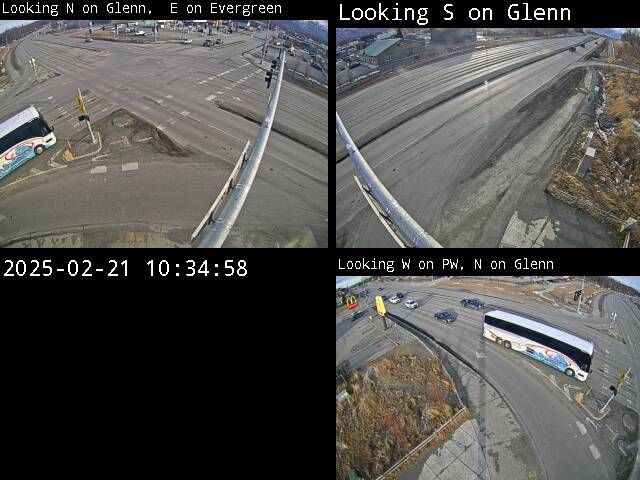 Looking N on Glenn, E on Evergreen
Looking S on Glenn
2025-02-21 10:34:58
Looking W on PW, N on Glenn